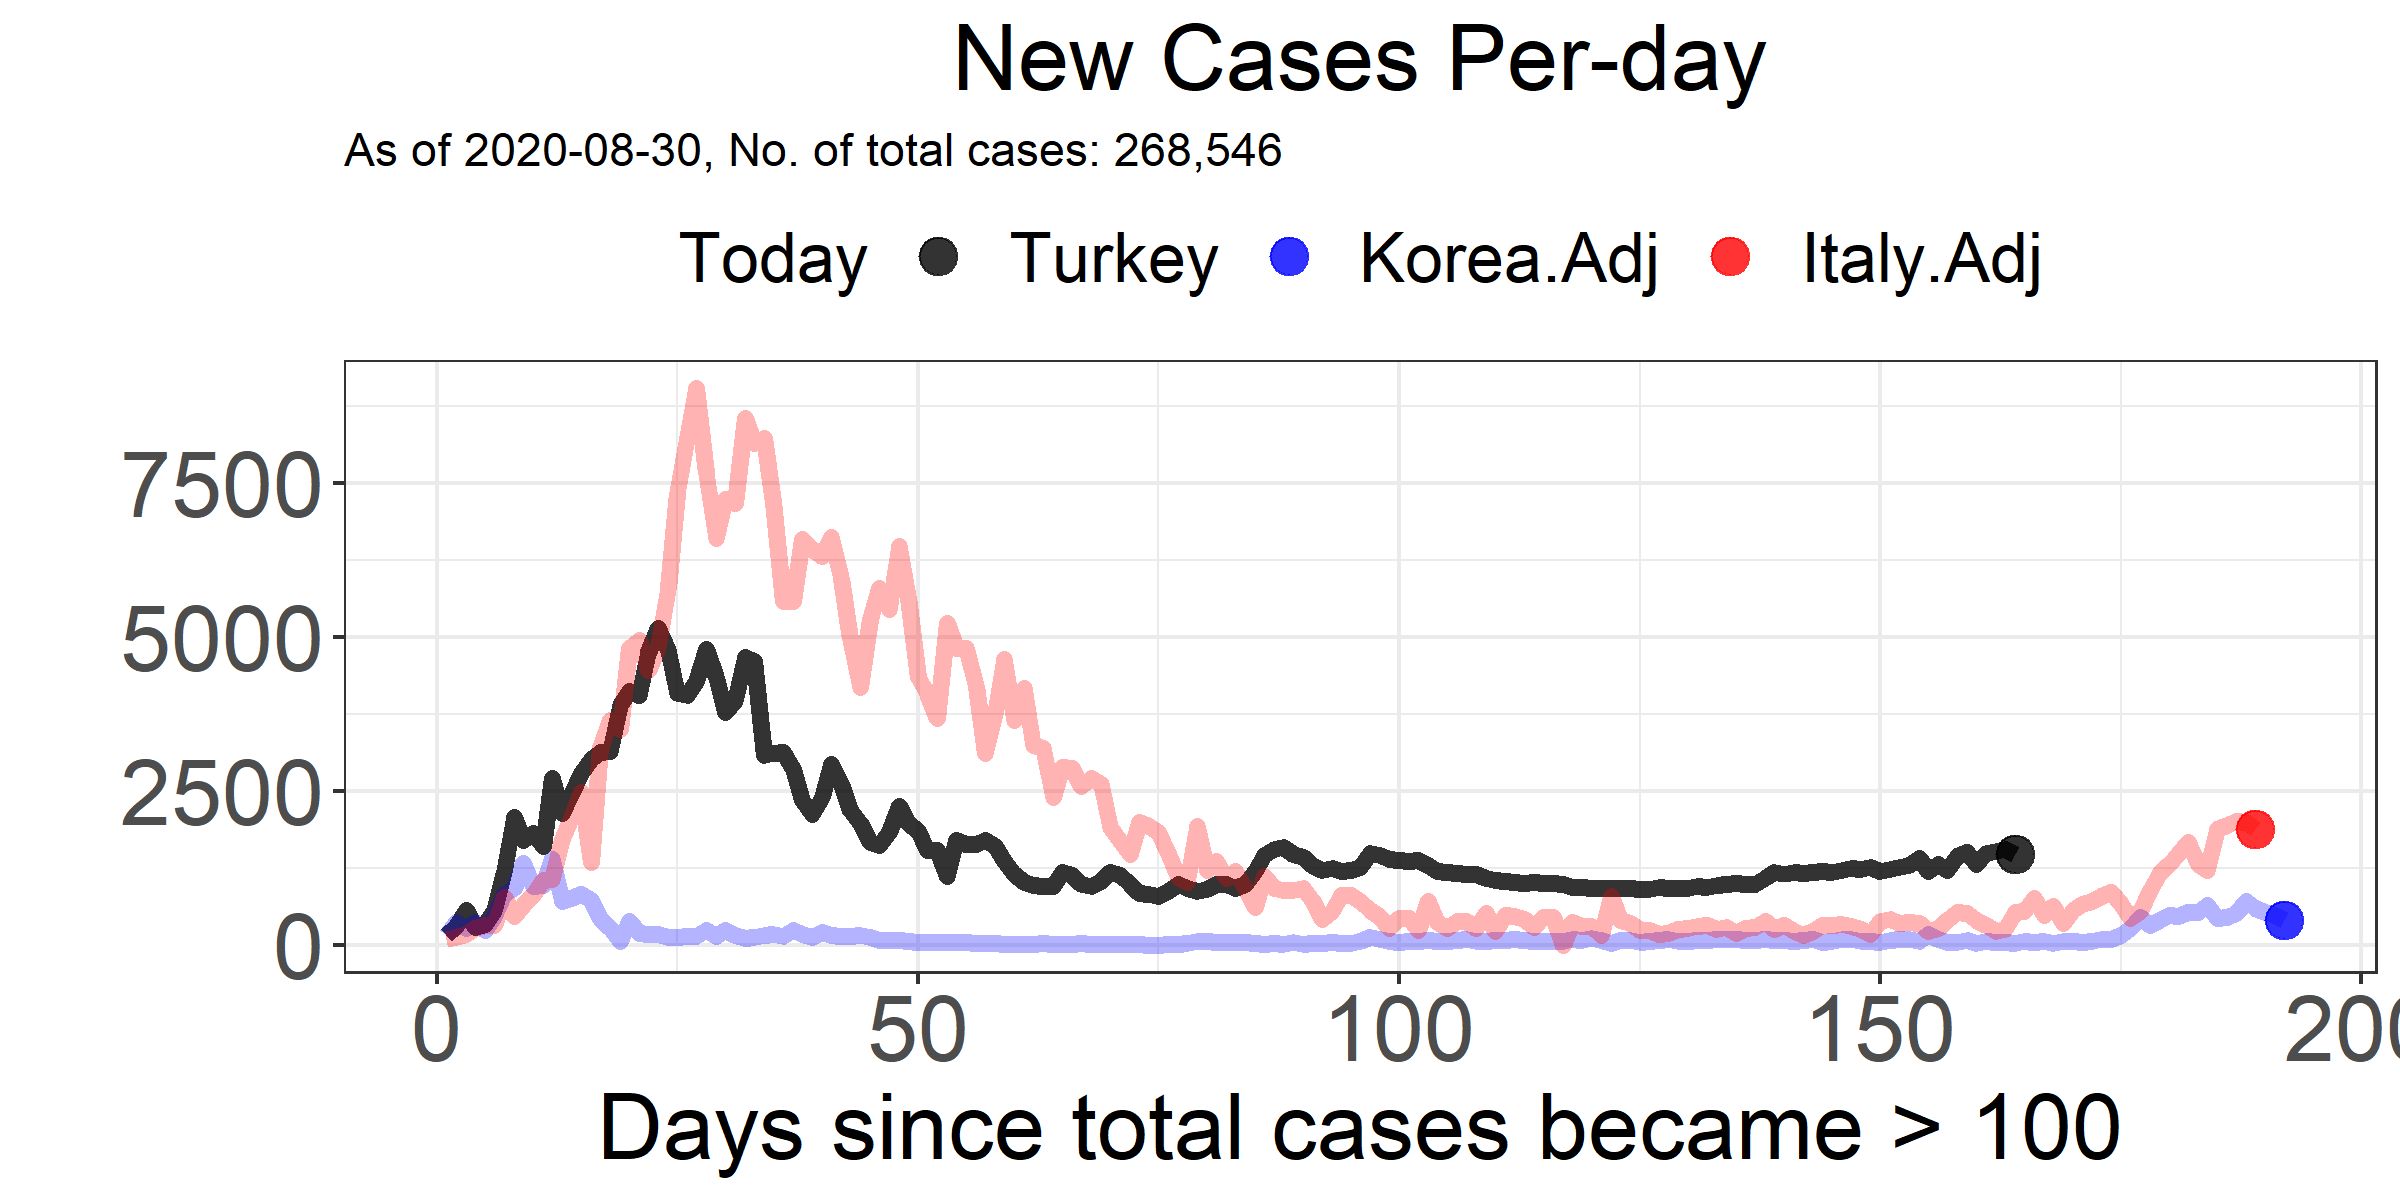 New Cases Per-day
As of 2020-08-30, No. of total cases: 268,546
Today Turkey Korea.Adj Italy.Adj
7500
5000
2500
0
0 50 100 150 200
Days since total cases became > 100